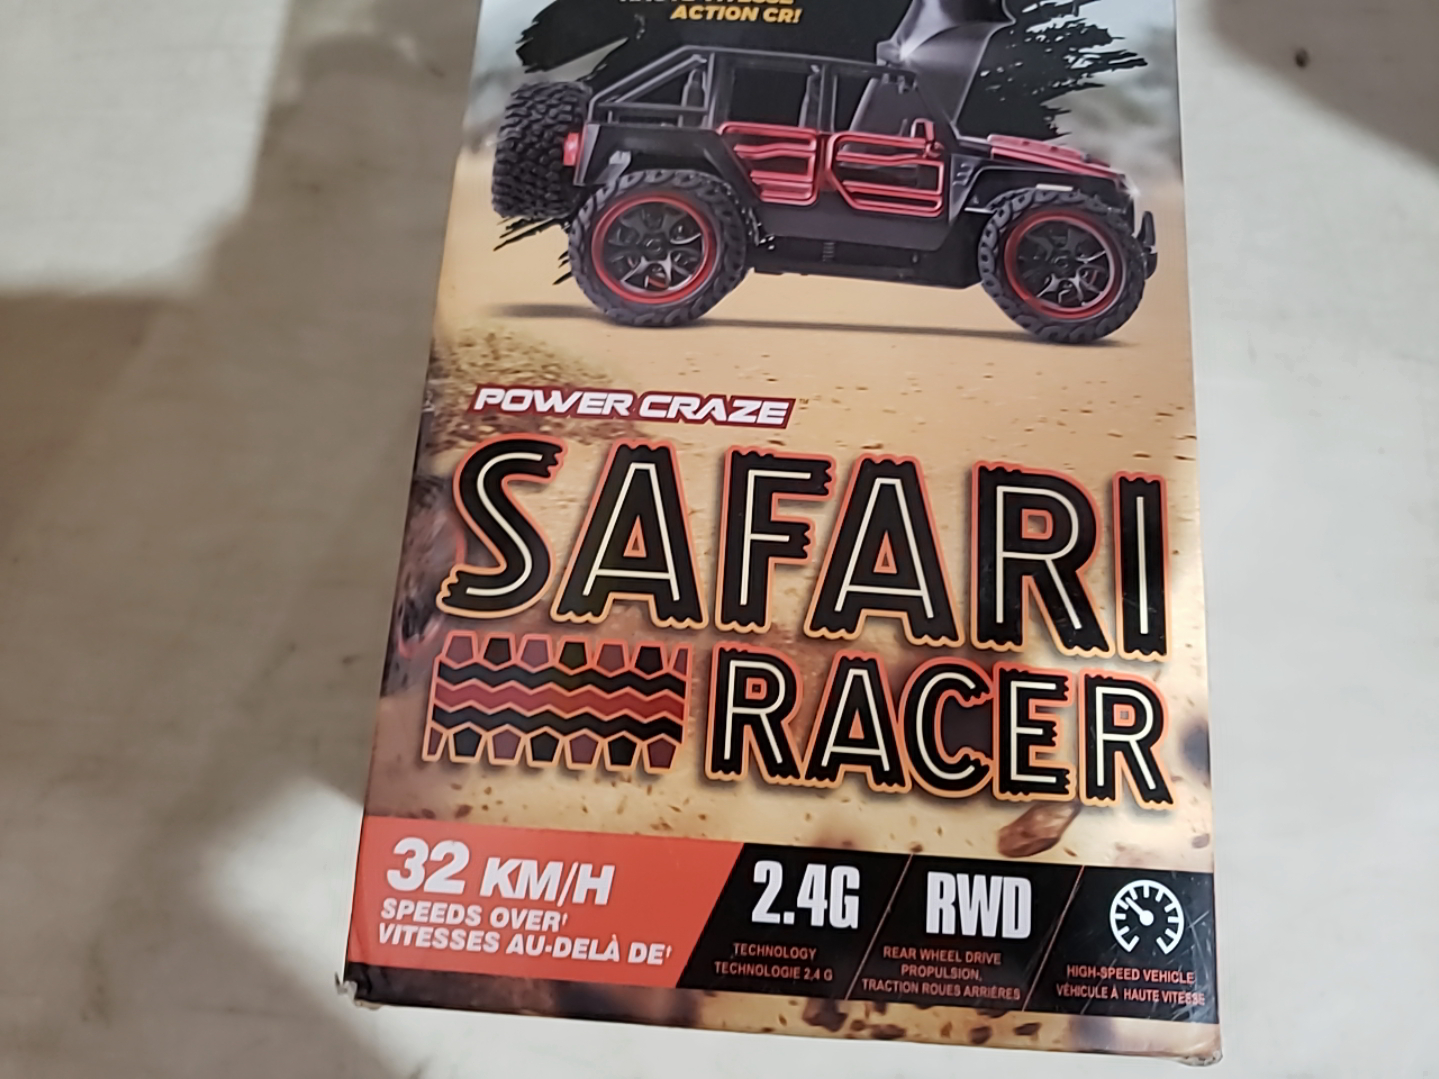 ACTION CR!
POWER CRAZE™
SAFARI
RACER
32 KM/H
SPEEDS OVER†
VITESSES AU-DELÀ DE†
2.4G
TECHNOLOGY
TECHNOLOGIE 2,4 G
RWD
REAR WHEEL DRIVE
PROPULSION,
TRACTION ROUES ARRIÈRES
HIGH-SPEED VEHICLE
VÉHICULE À HAUTE VITESSE